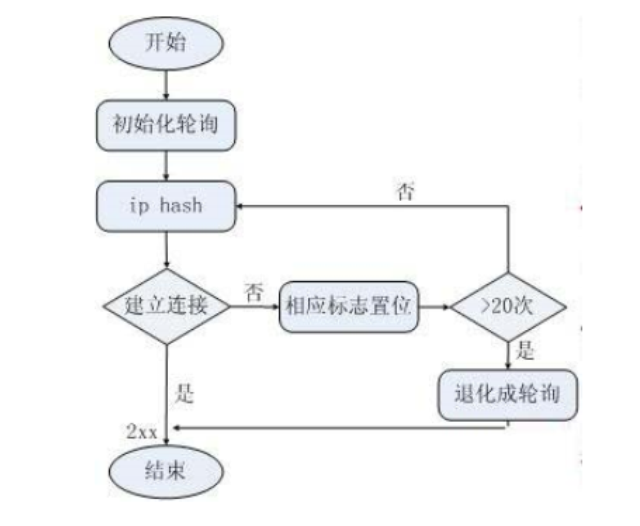 开始
初始化轮询
ip hash
否
建立连接
否
相应标志置位
>20次
是
是
退化成轮询
2xx
结束